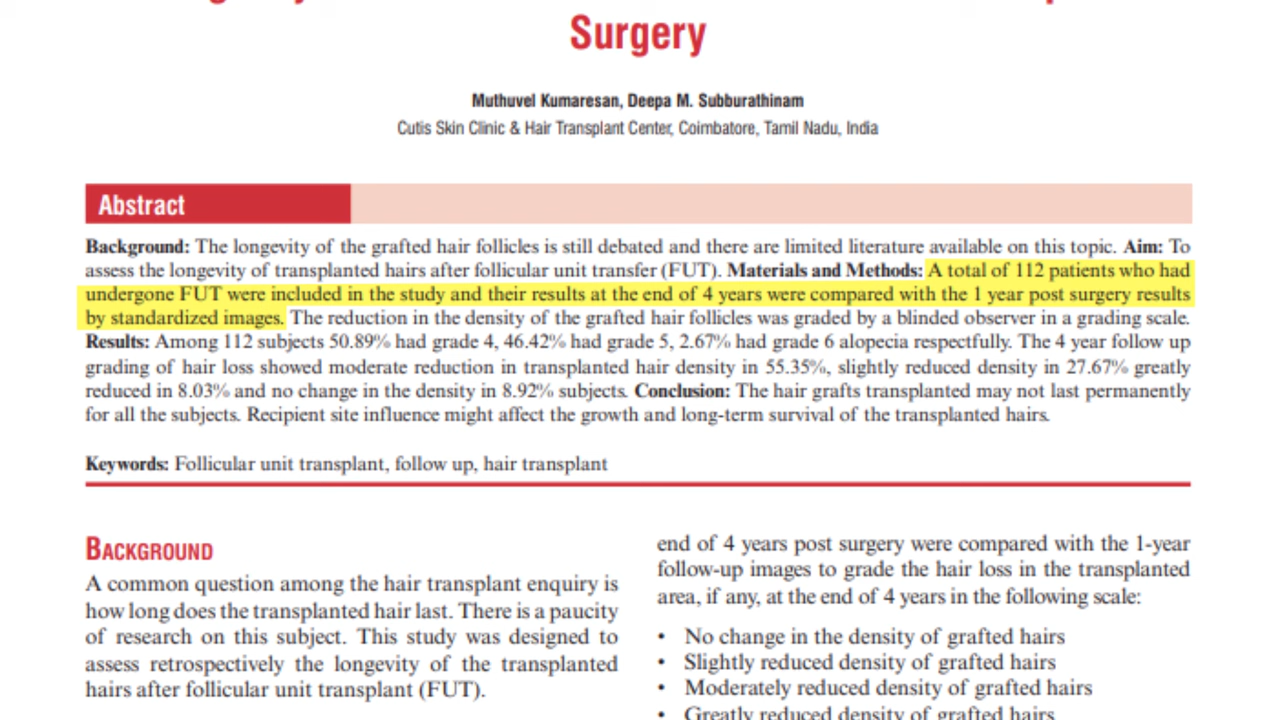 Surgery
Muthuvel Kumaresan, Deepa M. Subburathinam
Cutis Skin Clinic & Hair Transplant Center, Coimbatore, Tamil Nadu, India
Abstract
Background: The longevity of the grafted hair follicles is still debated and there are limited literature available on this topic. Aim: To
assess the longevity of transplanted hairs after follicular unit transfer (FUT). Materials and Methods: A total of 112 patients who had
undergone FUT were included in the study and their results at the end of 4 years were compared with the 1 year post surgery results
by standardized images. The reduction in the density of the grafted hair follicles was graded by a blinded observer in a grading scale.
Results: Among 112 subjects 50.89% had grade 4, 46.42% had grade 5, 2.67% had grade 6 alopecia respectfully. The 4 year follow up
grading of hair loss showed moderate reduction in transplanted hair density in 55.35%, slightly reduced density in 27.67% greatly
reduced in 8.03% and no change in the density in 8.92% subjects. Conclusion: The hair grafts transplanted may not last permanently
for all the subjects. Recipient site influence might affect the growth and long-term survival of the transplanted hairs.
Keywords: Follicular unit transplant, follow up, hair transplant
BACKGROUND
A common question among the hair transplant enquiry is
how long does the transplanted hair last. There is a paucity
of research on this subject. This study was designed to
assess retrospectively the longevity of the transplanted
hairs after follicular unit transplant (FUT).
end of 4 years post surgery were compared with the 1-year
follow-up images to grade the hair loss in the transplanted
area, if any, at the end of 4 years in the following scale:
• No change in the density of grafted hairs
• Slightly reduced density of grafted hairs
• Moderately reduced density of grafted hairs
• Greatly reduced density of grafted hairs